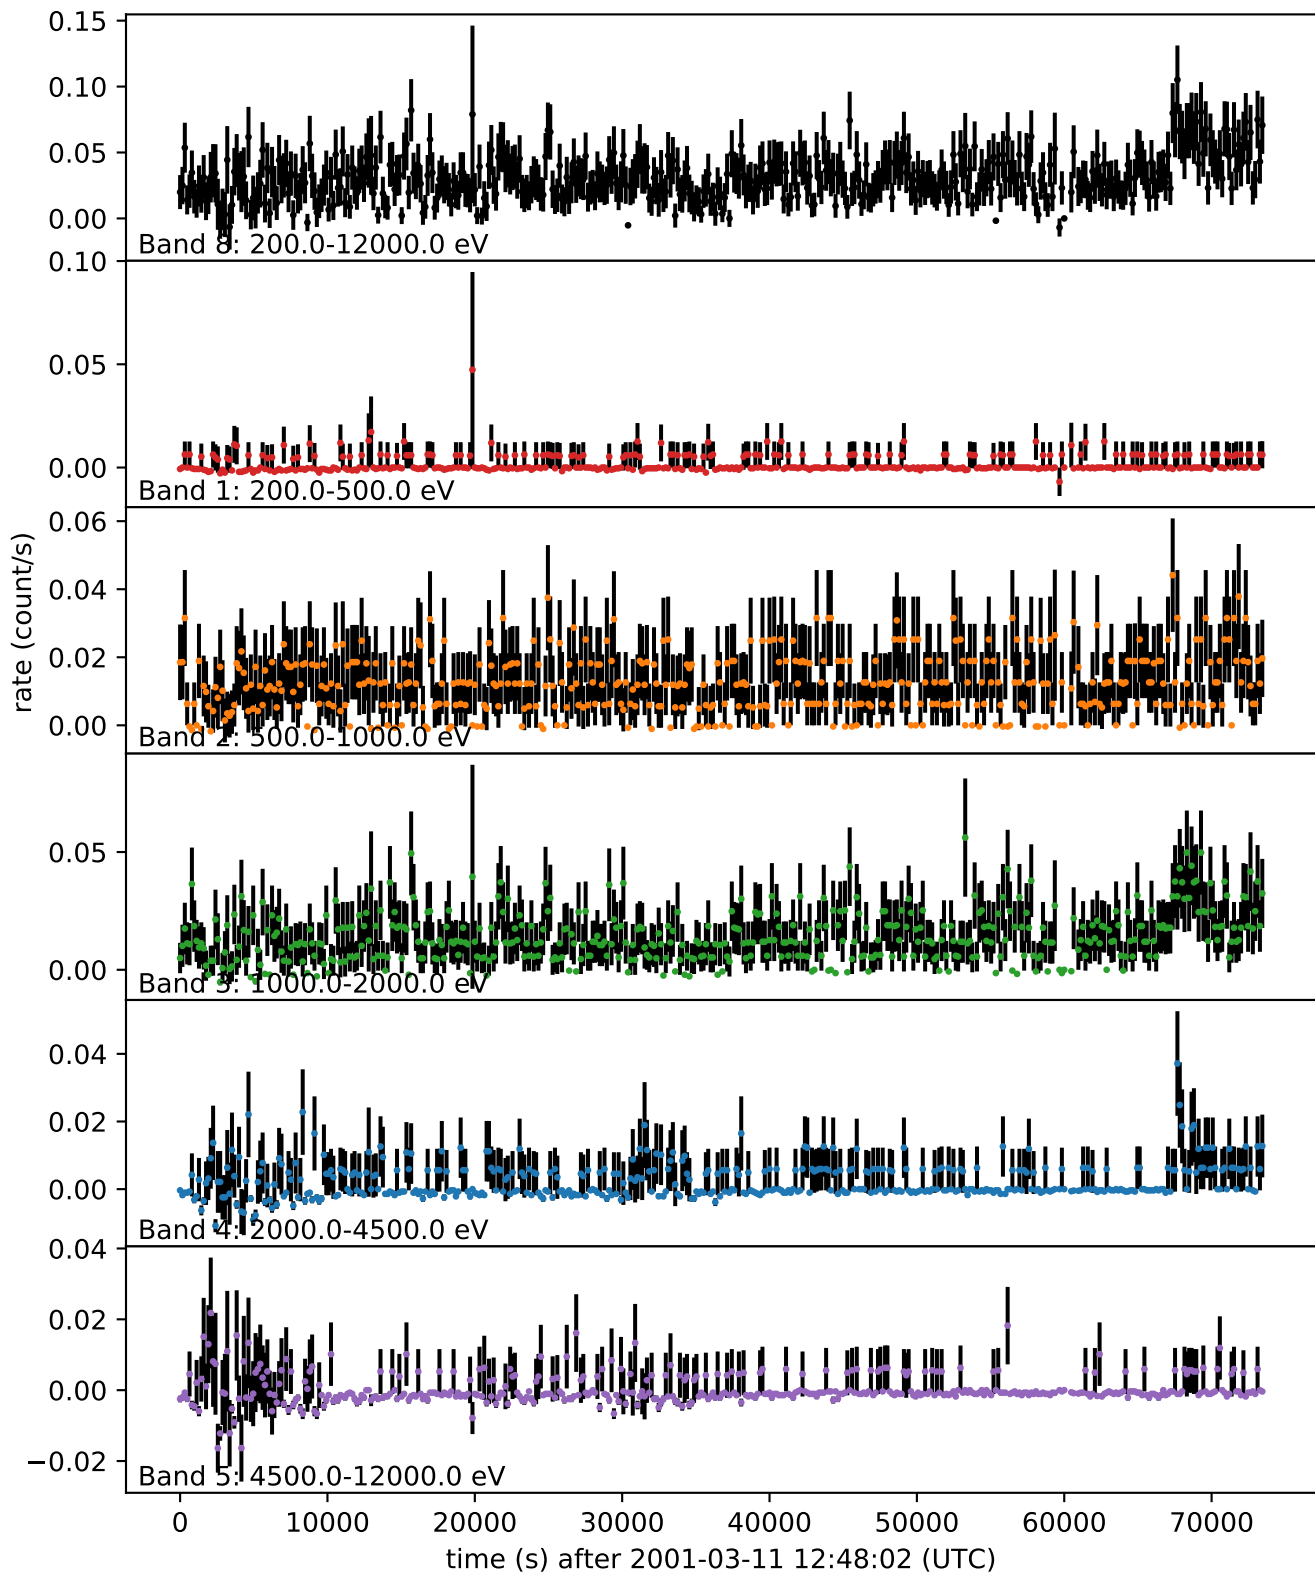 0.15
0.10
0.05
0.00
Band 8: 200.0-12000.0 eV
0.10
0.05
0.00
Band 1: 200.0-500.0 eV
0.06
0.04
0.02
0.00
Band 2: 500.0-1000.0 eV
rate (count/s)
0.05
0.00
Band 3: 1000.0-2000.0 eV
0.04
0.02
0.00
Band 4: 2000.0-4500.0 eV
0.04
0.02
0.00
−0.02
Band 5: 4500.0-12000.0 eV
0 10000 20000 30000 40000 50000 60000 70000
time (s) after 2001-03-11 12:48:02 (UTC)